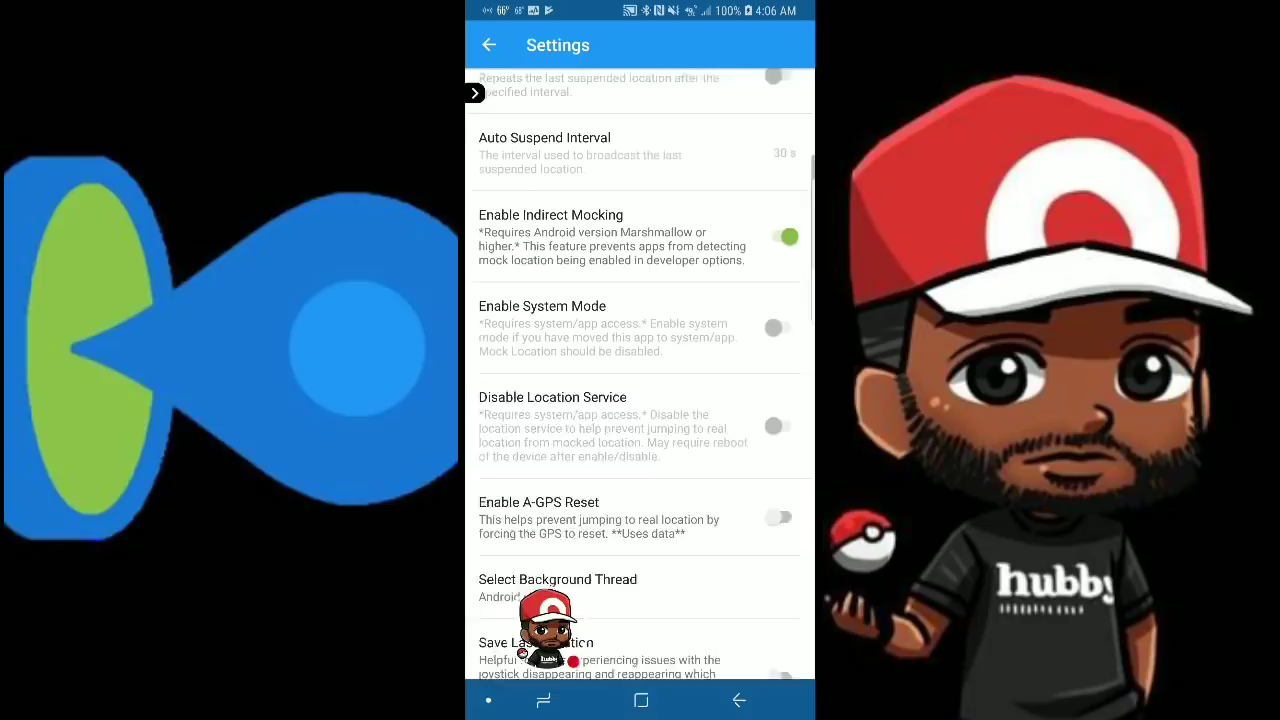 66° 68° 100% 4:06 AM
Settings
Repeats the last suspended location after the
specified interval.
Auto Suspend Interval
The interval used to broadcast the last
suspended location.
30 s
Enable Indirect Mocking
*Requires Android version Marshmallow or
higher.* This feature prevents apps from detecting
mock location being enabled in developer options.
Enable System Mode
*Requires system/app access.* Enable system
mode if you have moved this app to system/app.
Mock Location should be disabled.
Disable Location Service
*Requires system/app access.* Disable the
location service to help prevent jumping to real
location from mocked location. May require reboot
of the device after enable/disable.
Enable A-GPS Reset
This helps prevent jumping to real location by
forcing the GPS to reset. **Uses data**
Select Background Thread
Android
Save
Helpful periencing issues with the
joystick disappearing and reappearing which
hubby
hubby